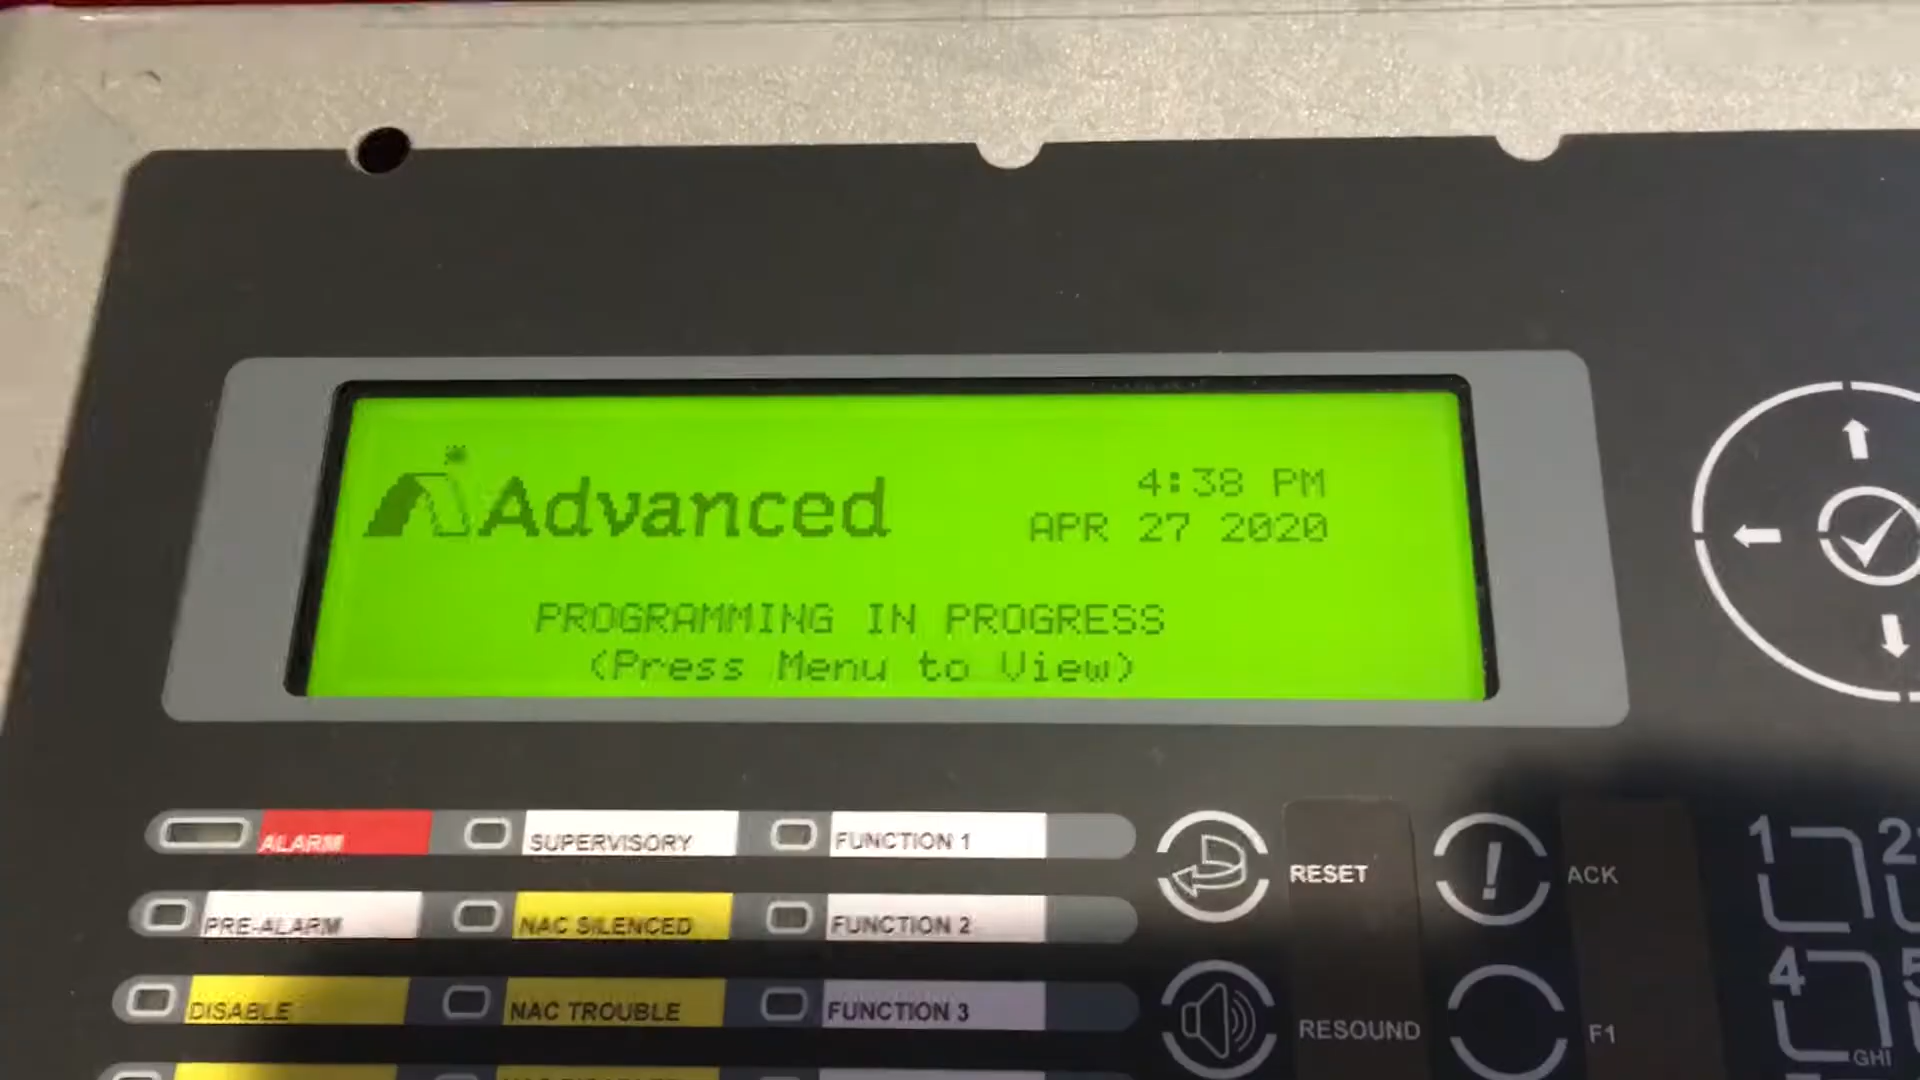 Advanced
4:38 PM
APR 27 2020
PROGRAMMING IN PROGRESS
(Press Menu to View)
ALARM
SUPERVISORY
FUNCTION 1
RESET
!
ACK
1
2
PRE-ALARM
NAC SILENCED
FUNCTION 2
4
5
GHI
DISABLE
NAC TROUBLE
FUNCTION 3
RESOUND
F1